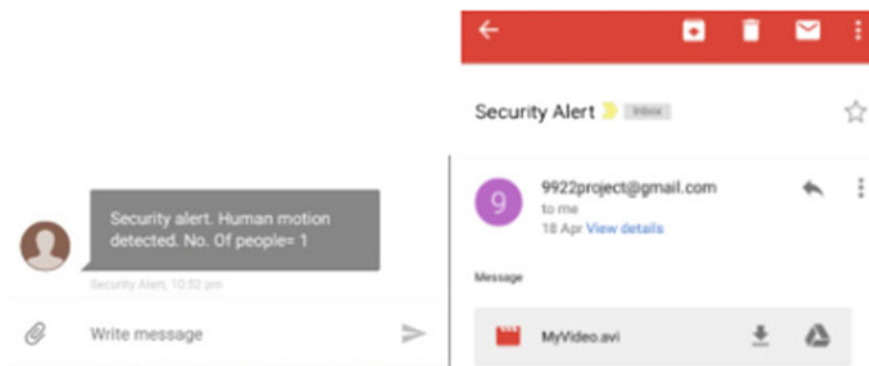 Security alert. Human motion
detected. No. Of people= 1
Security Alert, 10:52 pm
Write message
Security Alert Inbox
9
9922project@gmail.com
to me
18 Apr View details
Message
MyVideo.avi